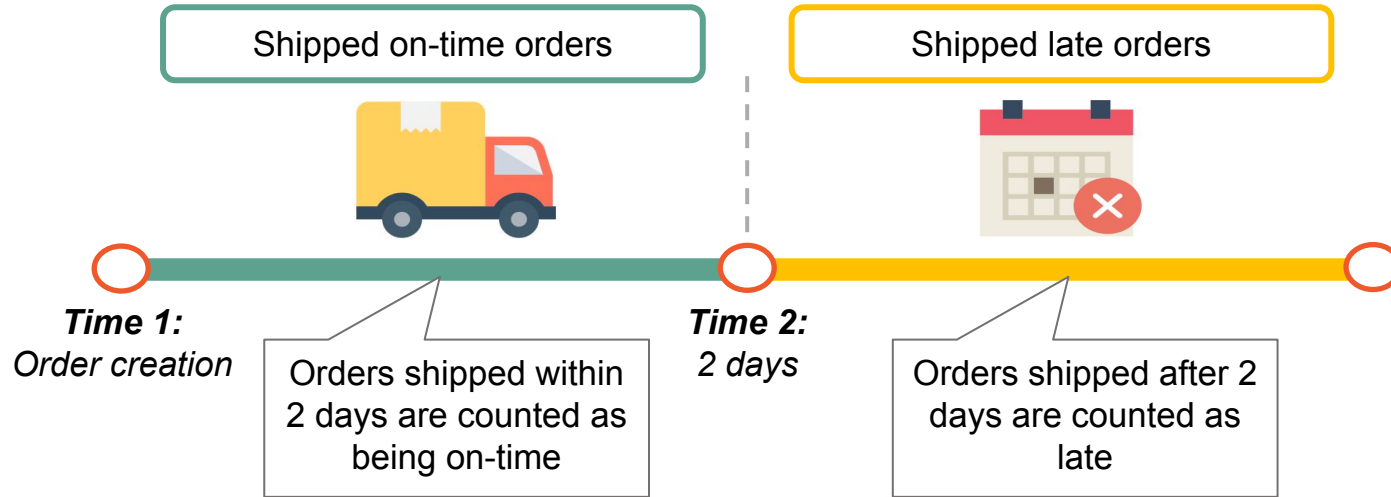 Shipped on-time orders
Shipped late orders
Time 1:
Order creation
Orders shipped within
2 days are counted as
being on-time
Time 2:
2 days
Orders shipped after 2
days are counted as
late